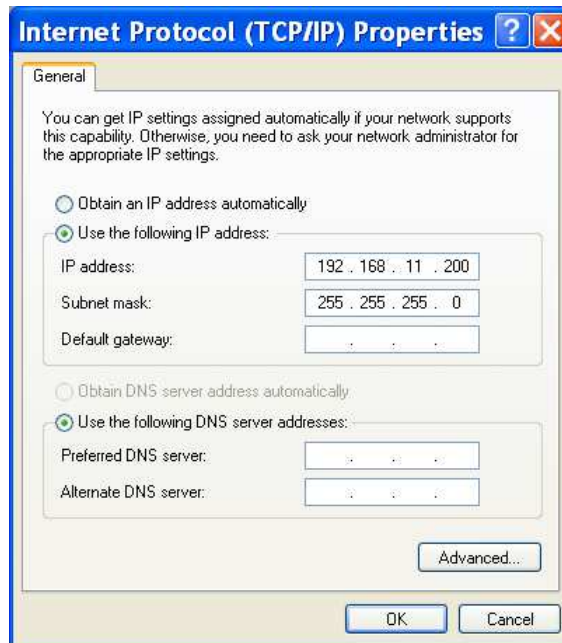 Internet Protocol (TCP/IP) Properties
General
You can get IP settings assigned automatically if your network supports
this capability. Otherwise, you need to ask your network administrator for
the appropriate IP settings.
Obtain an IP address automatically
Use the following IP address:
IP address: 192 . 168 . 11 . 200
Subnet mask: 255 . 255 . 255 . 0
Default gateway: . . .
Obtain DNS server address automatically
Use the following DNS server addresses:
Preferred DNS server: . . .
Alternate DNS server: . . .
Advanced...
OK Cancel